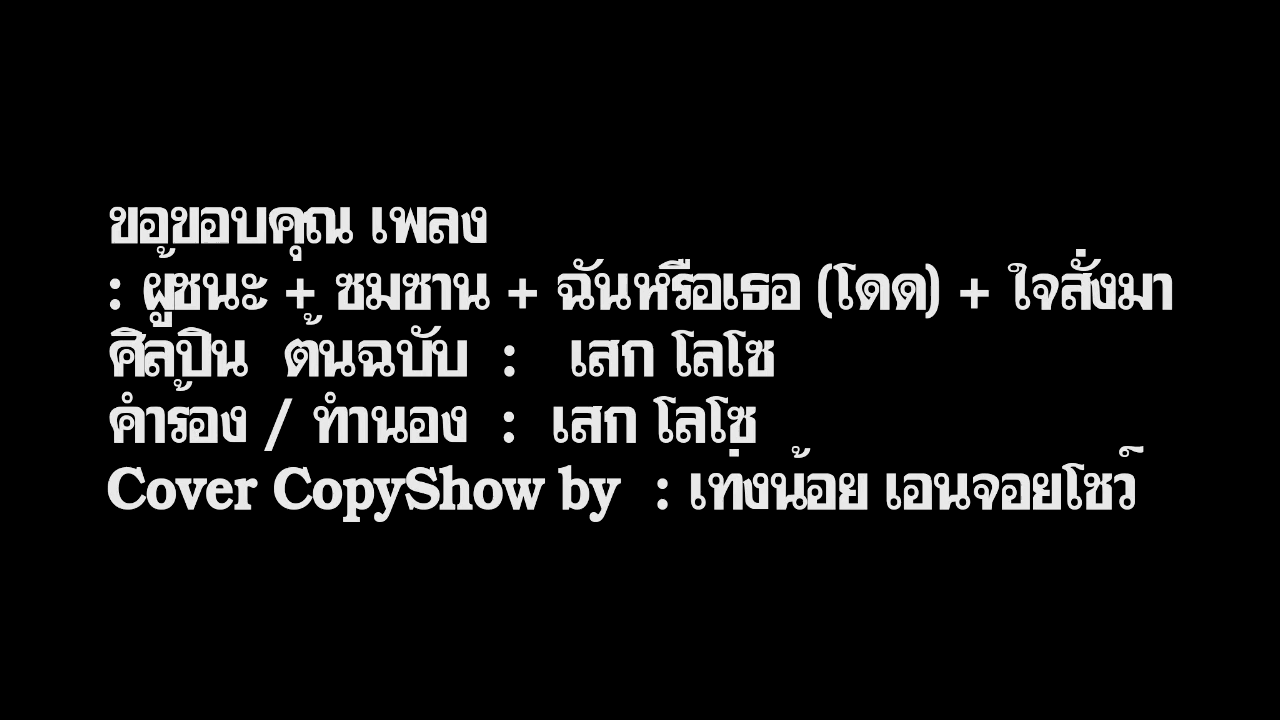 ขอขอบคุณ เพลง
: ผู้ชนะ + ซมซาน + ฉันหรือเธอ (โดด) + ใจสั่งมา
ศิลปิน ต้นฉบับ : เสก โลโซ
คำร้อง / ทำนอง : เสก โลโซ
Cover CopyShow by : เท่งน้อย เอนจอยโชว์